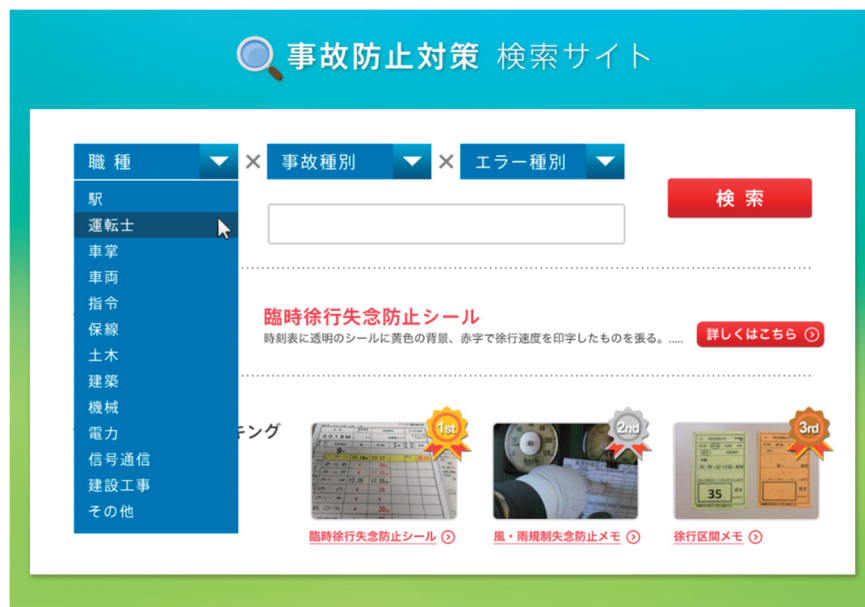 事故防止対策 検索サイト
職種 × 事故種別 × エラー種別
検索
駅
運転士
車掌
車両
指令
保線
土木
建築
機械
電力
信号通信
建設工事
その他
臨時徐行失念防止シール
時刻表に透明のシールに黄色の背景、赤字で徐行速度を印字したものを張る。.....
詳しくはこちら
キング
1st
2nd
3rd
35
臨時徐行失念防止シール
風・雨規制失念防止メモ
徐行区間メモ